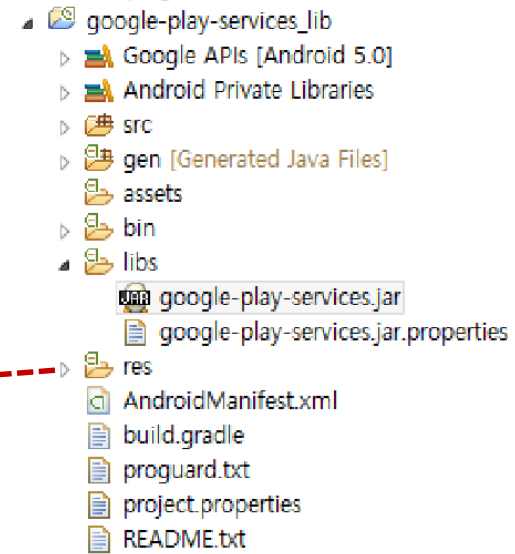 google-play-services_lib
Google APIs [Android 5.0]
Android Private Libraries
src
gen [Generated Java Files]
assets
bin
libs
google-play-services.jar
google-play-services.jar.properties
res
AndroidManifest.xml
build.gradle
proguard.txt
project.properties
README.txt